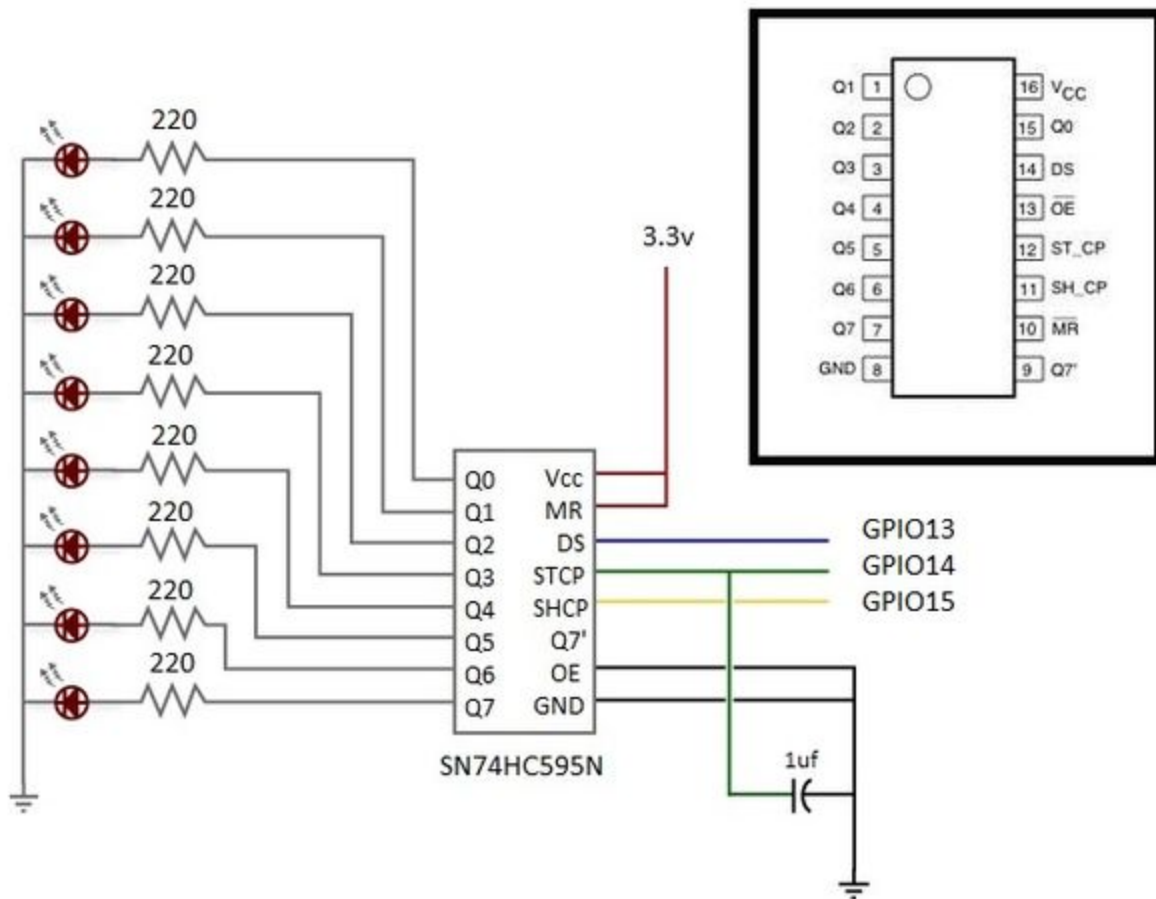 220
220
220
220
220
220
220
220
3.3v
Q0
Q1
Q2
Q3
Q4
Q5
Q6
Q7
Vcc
MR
DS
STCP
SHCP
Q7'
OE
GND
SN74HC595N
GPIO13
GPIO14
GPIO15
1uf
Q1 1
Q2 2
Q3 3
Q4 4
Q5 5
Q6 6
Q7 7
GND 8
16 VCC
15 Q0
14 DS
13 O̅E̅
12 ST_CP
11 SH_CP
10 M̅R̅
9 Q7'